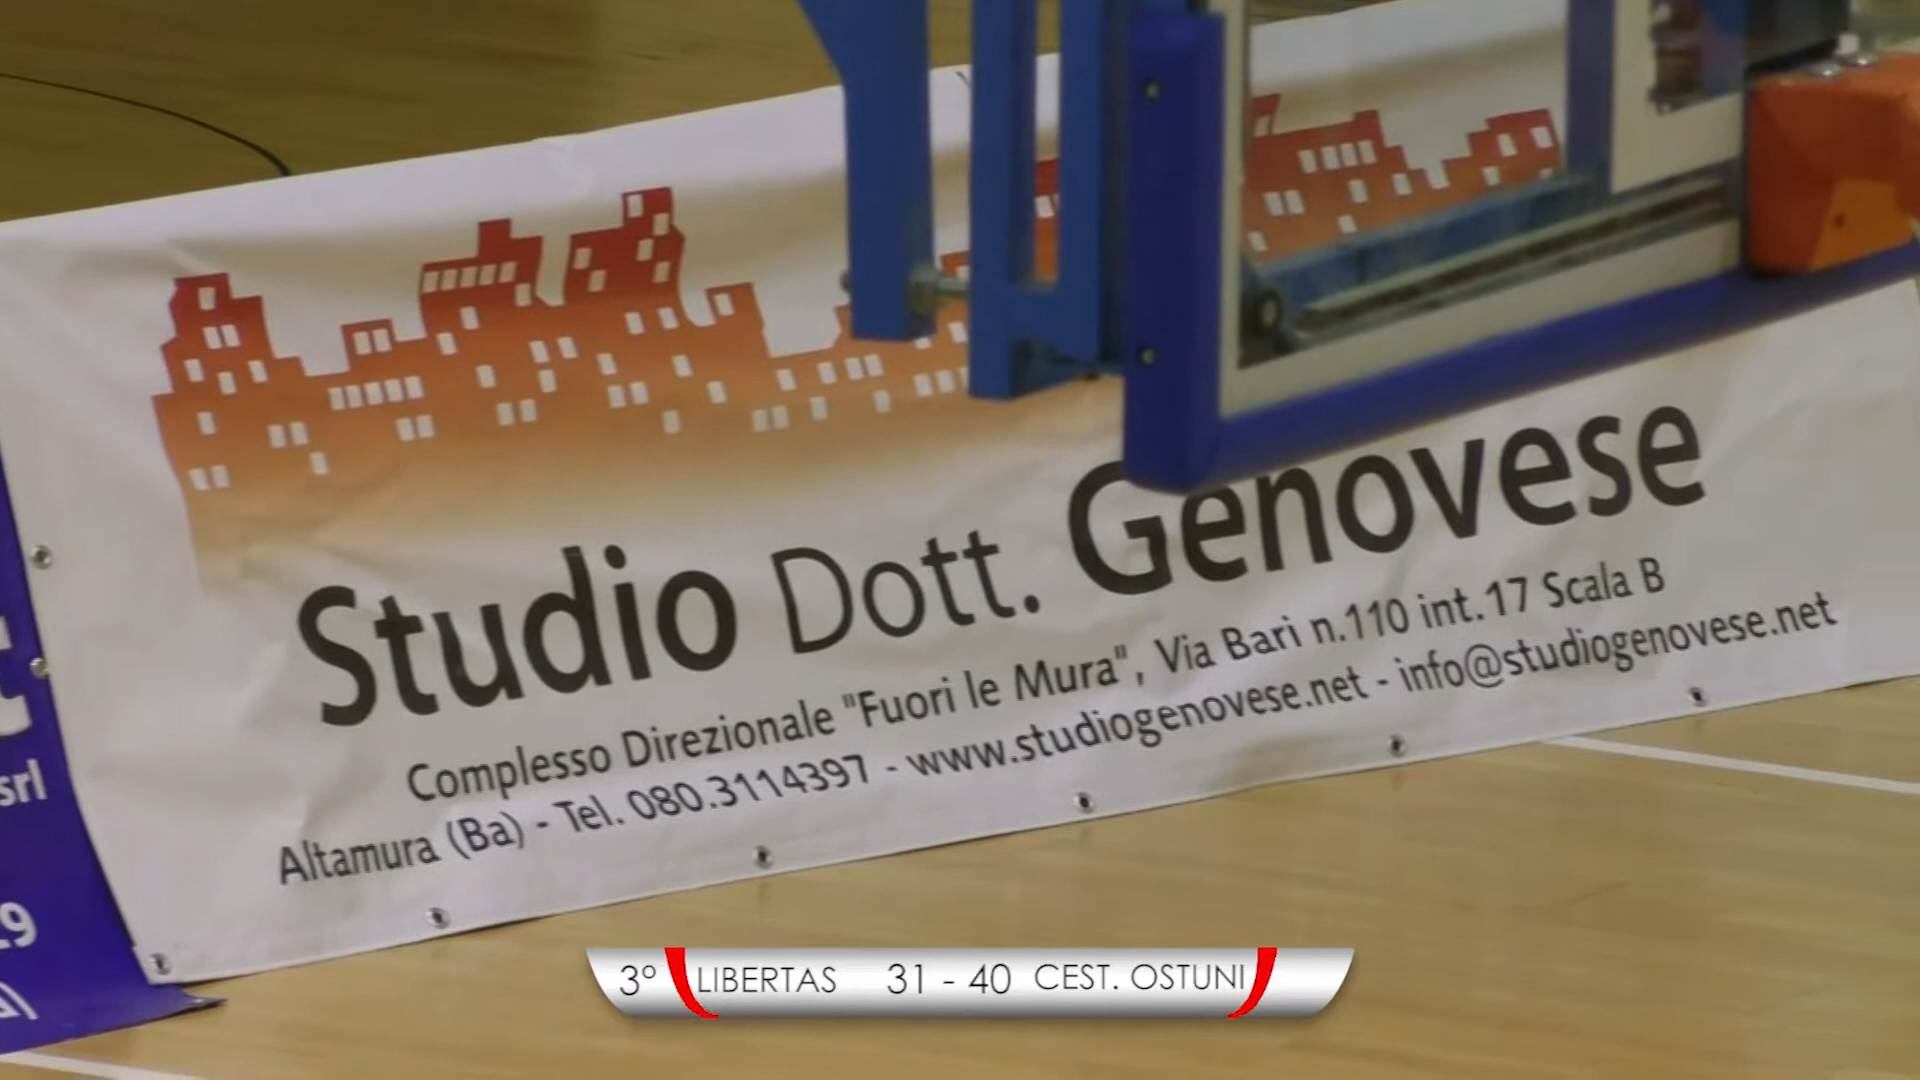 Studio Dott. Genovese
Complesso Direzionale "Fuori le Mura", Via Bari n.110 int.17 Scala B
Altamura (Ba) - Tel. 080.3114397 - www.studiogenovese.net - info@studiogenovese.net
srl
3° LIBERTAS 31 - 40 CEST. OSTUNI